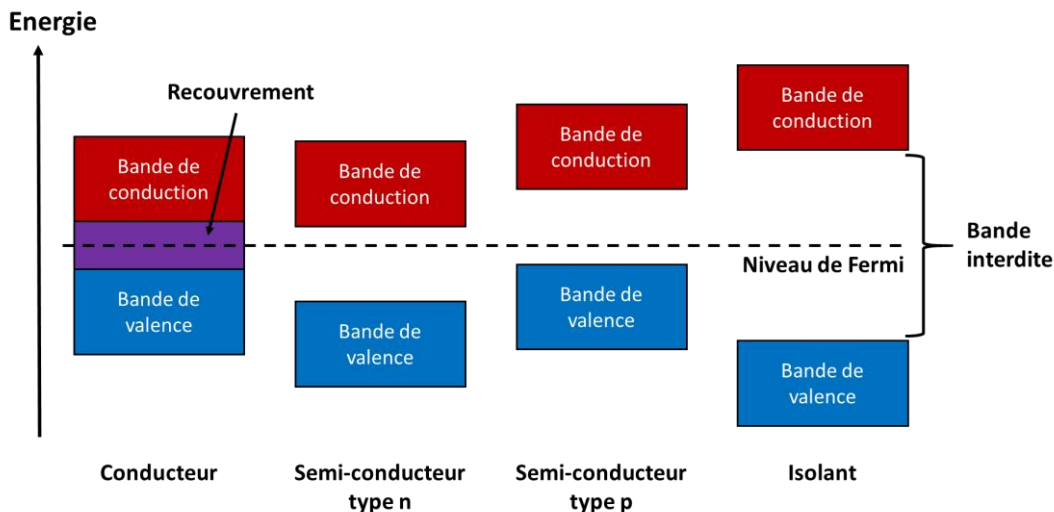 Energie
Recouvrement
Bande de
conduction
Bande de
conduction
Bande de
conduction
Bande de
conduction
Niveau de Fermi
Bande
interdite
Bande de
valence
Bande de
valence
Bande de
valence
Bande de
valence
Conducteur
Semi-conducteur
type n
Semi-conducteur
type p
Isolant